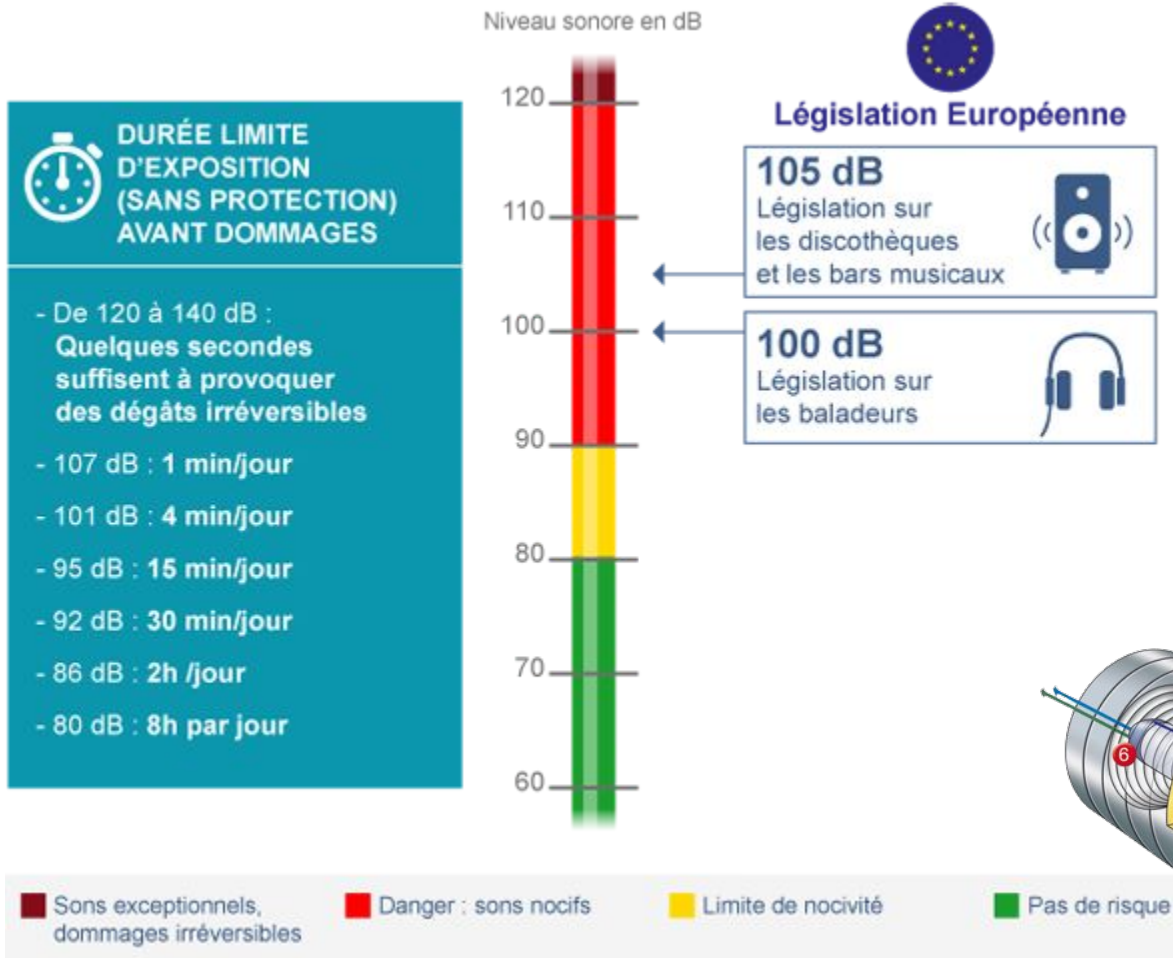 Niveau sonore en dB
DURÉE LIMITE
D'EXPOSITION
(SANS PROTECTION)
AVANT DOMMAGES
- De 120 à 140 dB :
Quelques secondes
suffisent à provoquer
des dégâts irréversibles
- 107 dB : 1 min/jour
- 101 dB : 4 min/jour
- 95 dB : 15 min/jour
- 92 dB : 30 min/jour
- 86 dB : 2h /jour
- 80 dB : 8h par jour
120
110
100
90
80
70
60
Législation Européenne
105 dB
Législation sur
les discothèques
et les bars musicaux
100 dB
Législation sur
les baladeurs
6
Sons exceptionnels,
dommages irréversibles
Danger : sons nocifs
Limite de nocivité
Pas de risque